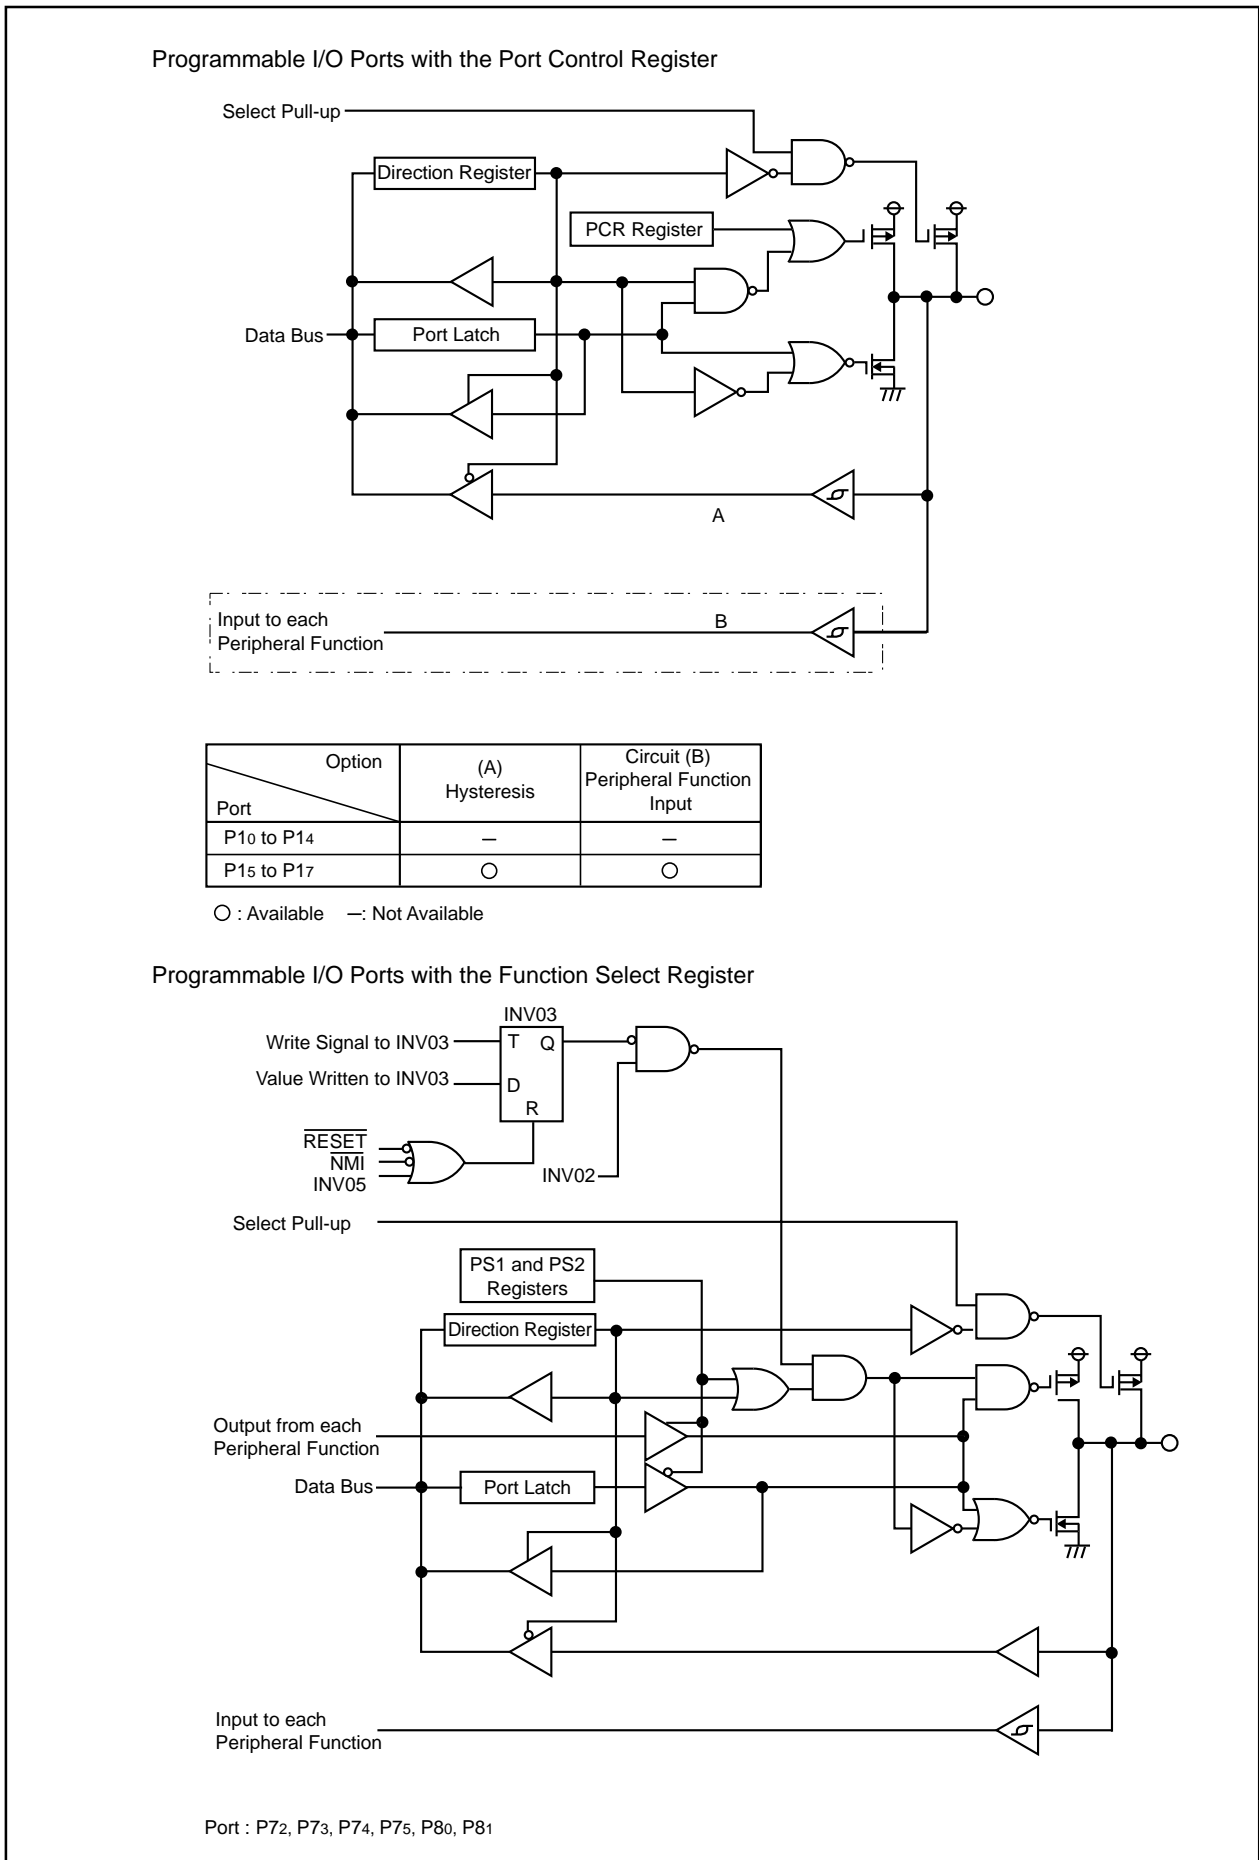 Programmable I/O Ports with the Port Control Register
Select Pull-up
Direction Register
PCR Register
Data Bus
Port Latch
A
Input to each
Peripheral Function
B
Option
Port
(A)
Hysteresis
Circuit (B)
Peripheral Function
Input
P10 to P14
–
–
P15 to P17
○
○
○ : Available –: Not Available
Programmable I/O Ports with the Function Select Register
INV03
Write Signal to INV03
T Q
Value Written to INV03
D
R
RESET
NMI
INV05
INV02
Select Pull-up
PS1 and PS2
Registers
Direction Register
Output from each
Peripheral Function
Data Bus
Port Latch
Input to each
Peripheral Function
Port : P72, P73, P74, P75, P80, P81